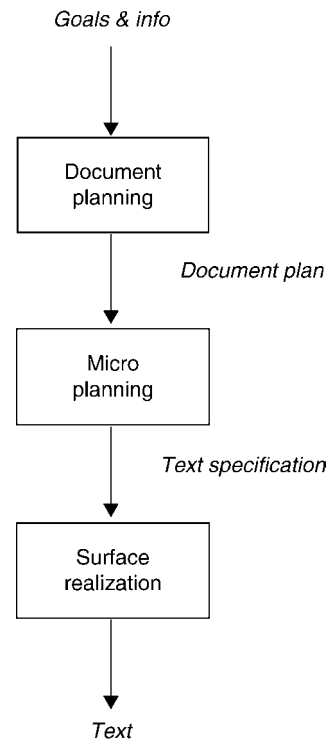 Goals & info
Document
planning
Document plan
Micro
planning
Text specification
Surface
realization
Text